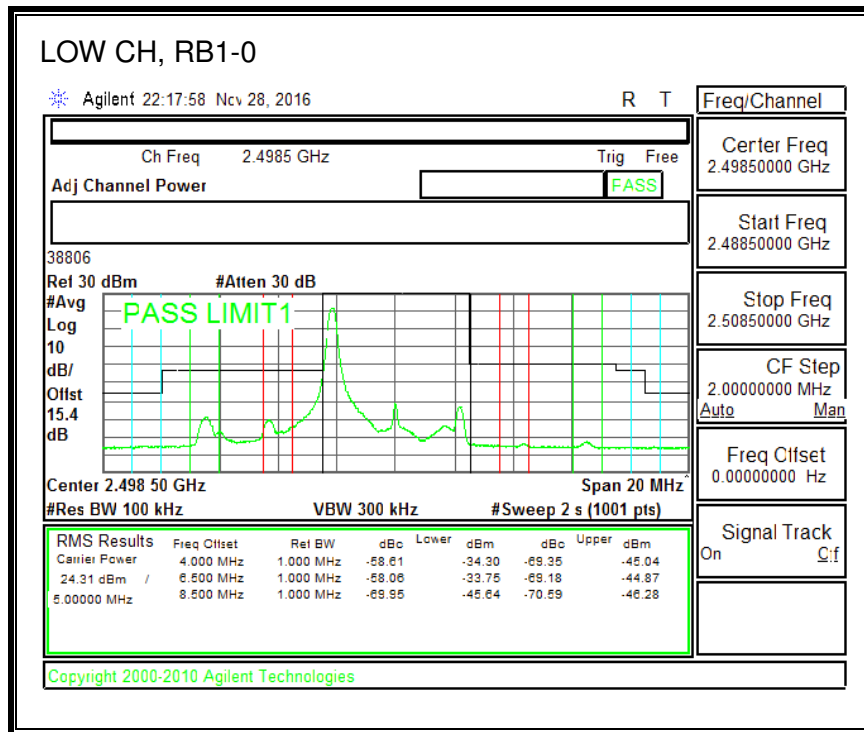 LOW CH, RB1-0
Agilent 22:17:58 Nov 28, 2016 R T
Freq/Channel
Ch Freq 2.4985 GHz Trig Free
Adj Channel Power PASS
Center Freq
2.49850000 GHz
Start Freq
2.48850000 GHz
Stop Freq
2.50850000 GHz
CF Step
2.00000000 MHz
Auto Man
Freq Offset
0.00000000 Hz
Signal Track
On Off
38806
Ref 30 dBm #Atten 30 dB
#Avg
Log
10
dB/
Offst
15.4
dB
PASS LIMIT1
Center 2.498 50 GHz Span 20 MHz
#Res BW 100 kHz VBW 300 kHz #Sweep 2 s (1001 pts)
RMS Results Freq Offset Ref BW dBc Lower dBm dBc Upper dBm
Carrier Power 4.000 MHz 1.000 MHz -58.61 -34.30 -69.35 -45.04
24.31 dBm / 6.500 MHz 1.000 MHz -58.06 -33.75 -69.18 -44.87
5.00000 MHz 8.500 MHz 1.000 MHz -69.95 -45.64 -70.59 -46.28
Copyright 2000-2010 Agilent Technologies